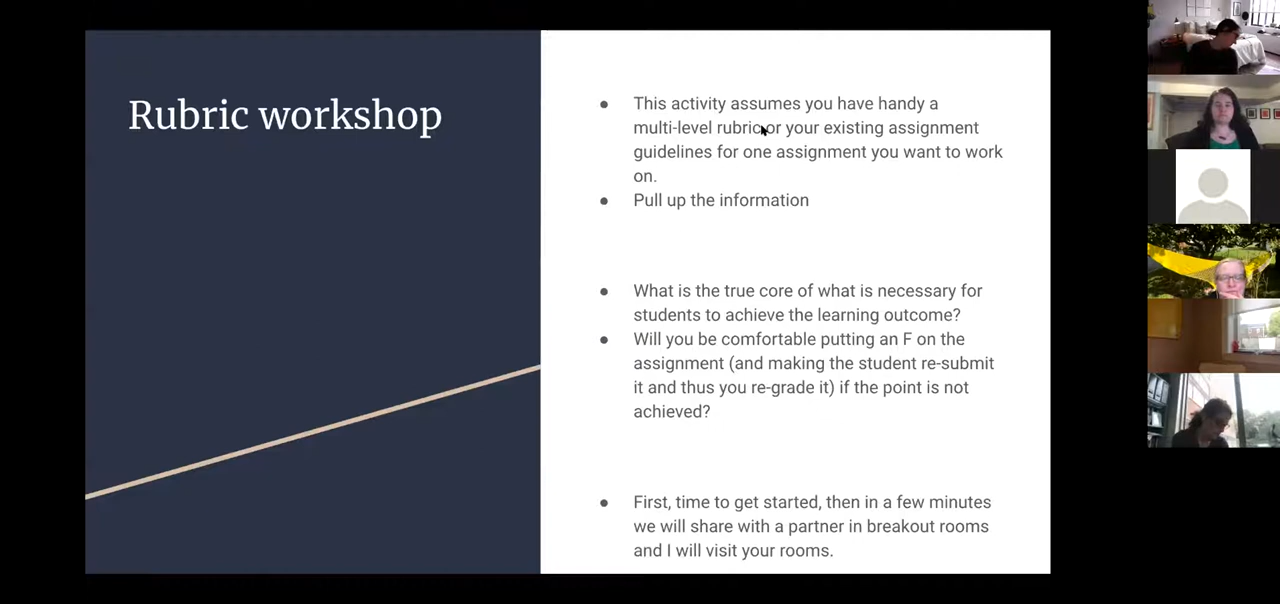 Rubric workshop
● This activity assumes you have handy a
multi-level rubric or your existing assignment
guidelines for one assignment you want to work
on.
● Pull up the information
● What is the true core of what is necessary for
students to achieve the learning outcome?
● Will you be comfortable putting an F on the
assignment (and making the student re-submit
it and thus you re-grade it) if the point is not
achieved?
● First, time to get started, then in a few minutes
we will share with a partner in breakout rooms
and I will visit your rooms.